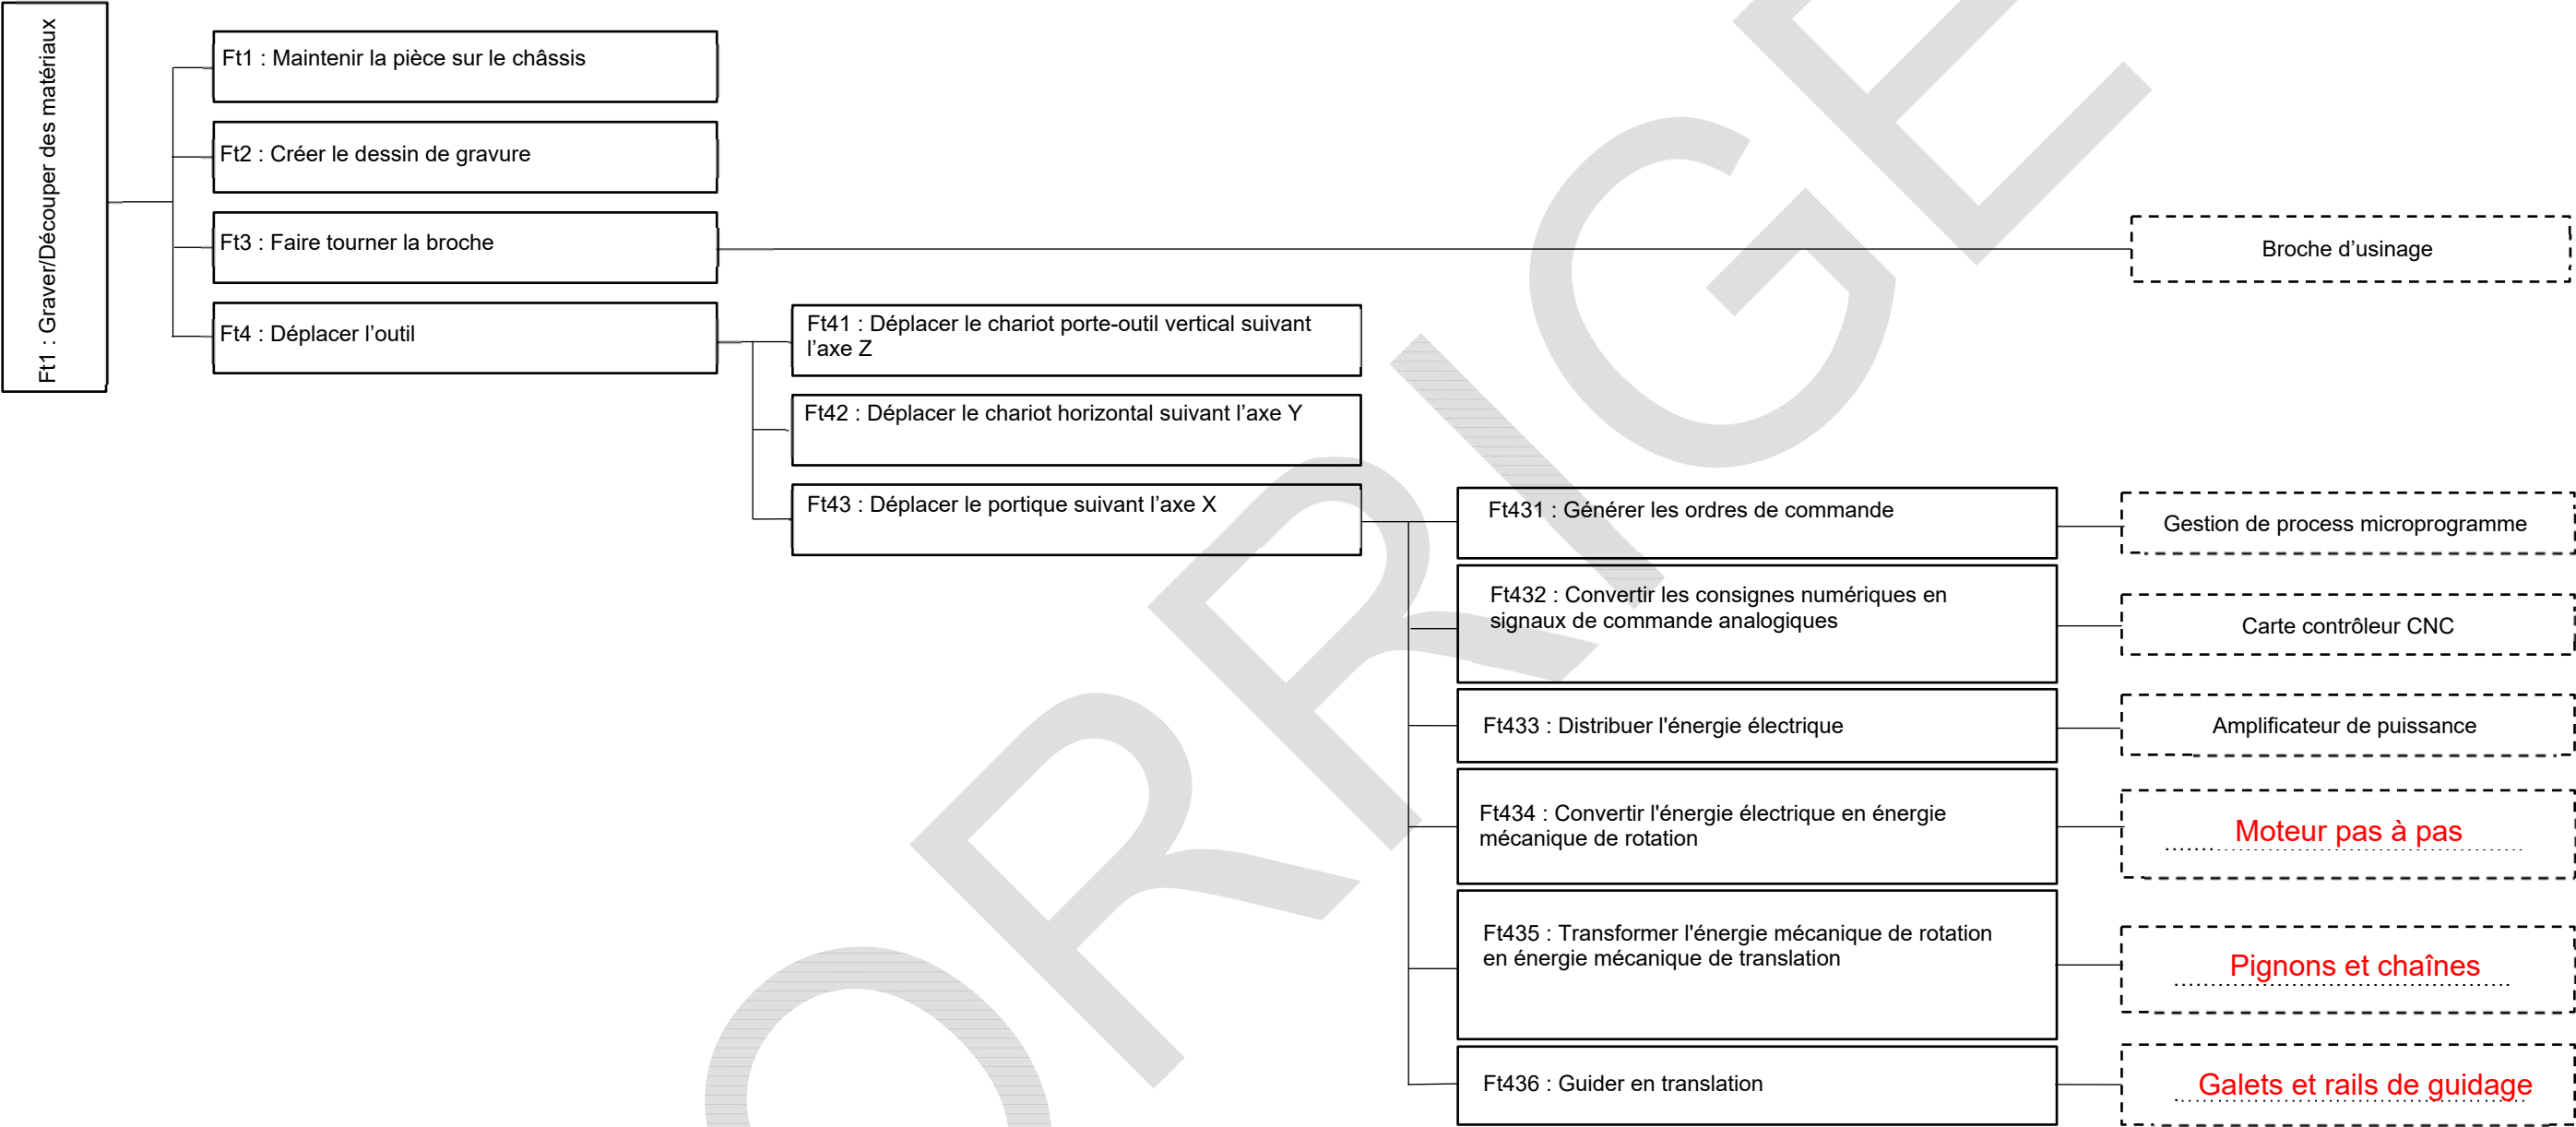 Ft1 : Graver/Découper des matériaux
Ft1 : Maintenir la pièce sur le châssis
Ft2 : Créer le dessin de gravure
Ft3 : Faire tourner la broche
Broche d’usinage
Ft4 : Déplacer l’outil
Ft41 : Déplacer le chariot porte-outil vertical suivant
l’axe Z
Ft42 : Déplacer le chariot horizontal suivant l’axe Y
Ft43 : Déplacer le portique suivant l’axe X
Ft431 : Générer les ordres de commande
Gestion de process microprogramme
Ft432 : Convertir les consignes numériques en
signaux de commande analogiques
Carte contrôleur CNC
Ft433 : Distribuer l'énergie électrique
Amplificateur de puissance
Ft434 : Convertir l'énergie électrique en énergie
mécanique de rotation
Moteur pas à pas
Ft435 : Transformer l'énergie mécanique de rotation
en énergie mécanique de translation
Pignons et chaînes
Ft436 : Guider en translation
Galets et rails de guidage
ORRIGE